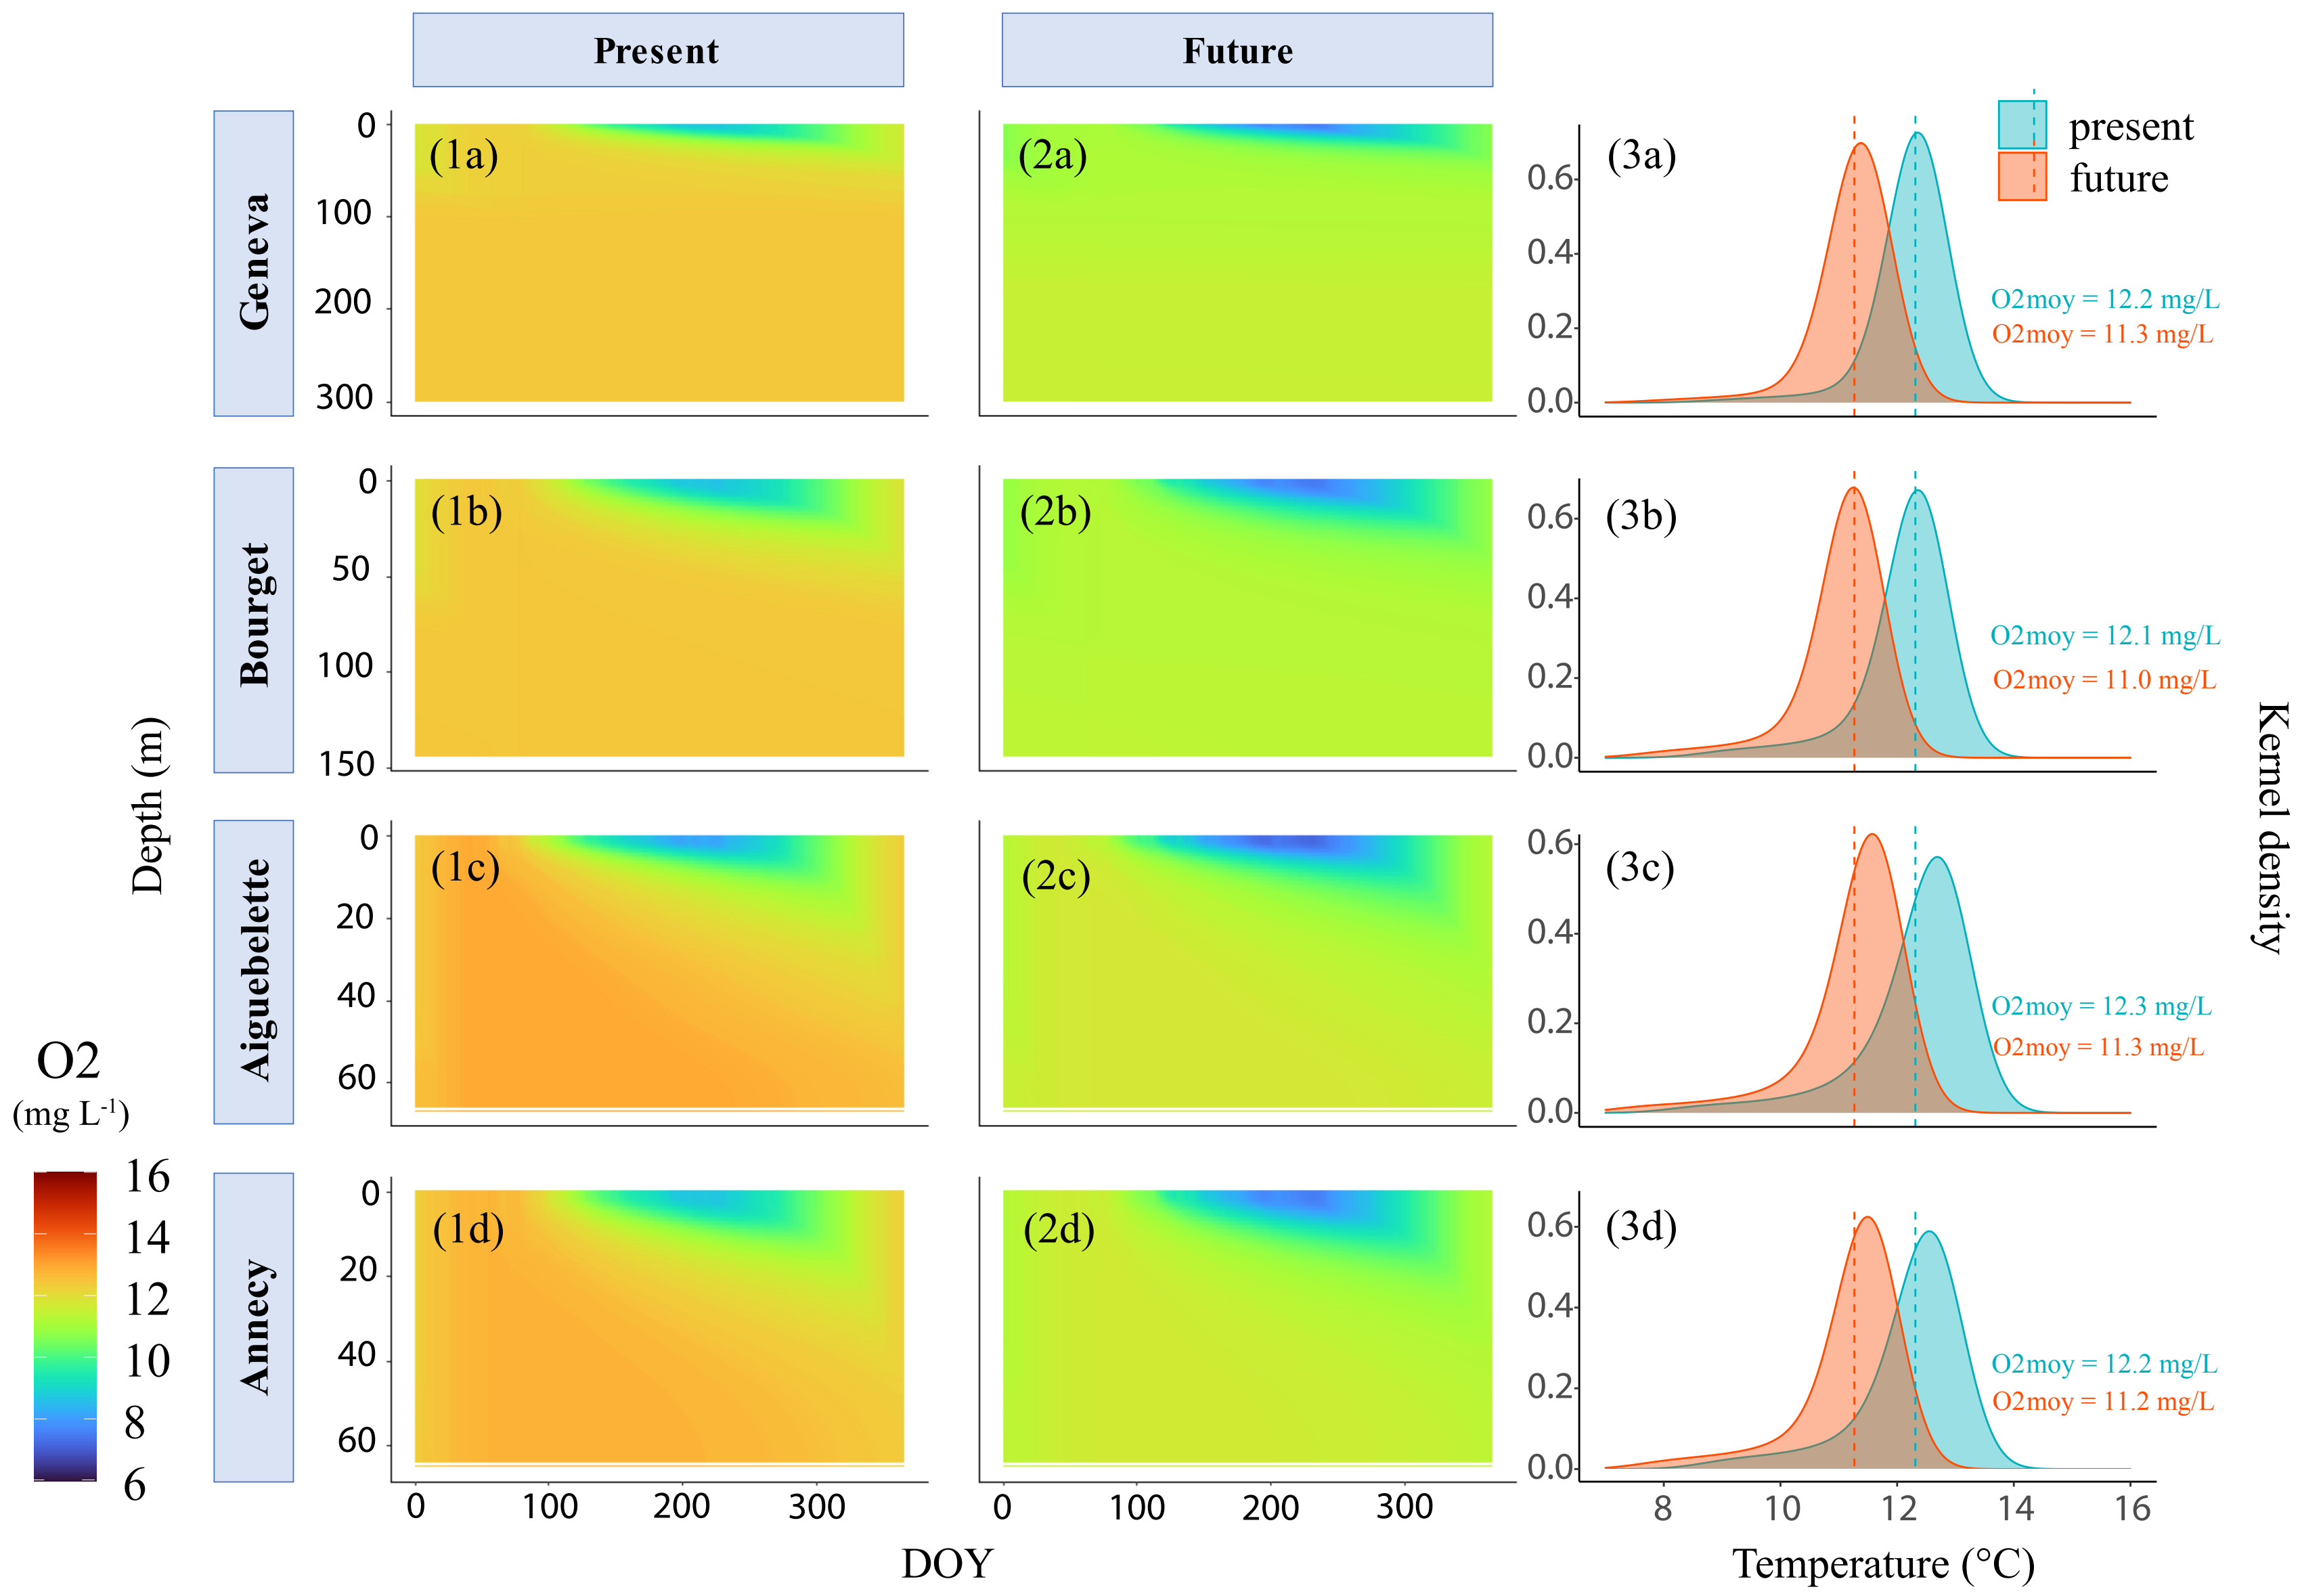 Present
Future
present
future
Geneva
(1a)
(2a)
(3a)
0
100
200
300
0.6
0.4
0.2
0.0
O2moy = 12.2 mg/L
O2moy = 11.3 mg/L
Bourget
(1b)
(2b)
(3b)
0
50
100
150
0.6
0.4
0.2
0.0
O2moy = 12.1 mg/L
O2moy = 11.0 mg/L
Depth (m)
Kernel density
Aiguebelette
(1c)
(2c)
(3c)
0
20
40
60
0.6
0.4
0.2
0.0
O2moy = 12.3 mg/L
O2moy = 11.3 mg/L
O2
(mg L-1)
16
14
12
10
8
6
Annecy
(1d)
(2d)
(3d)
0
20
40
60
0.6
0.4
0.2
0.0
O2moy = 12.2 mg/L
O2moy = 11.2 mg/L
0 100 200 300
0 100 200 300
8 10 12 14 16
DOY
Temperature (°C)